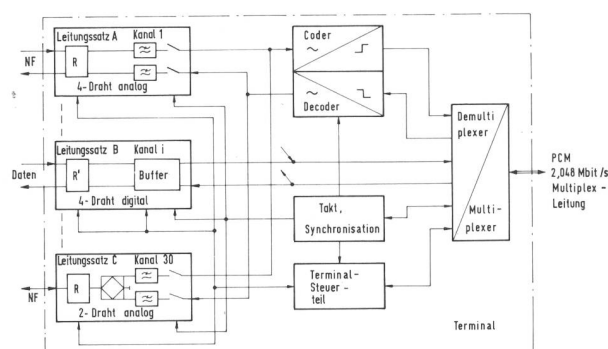 Leitungssatz A Kanal 1
NF
R
4-Draht analog
Coder
Decoder
Leitungssatz B Kanal i
Daten
R'
Buffer
4-Draht digital
Demulti
plexer
Multi-
plexer
PCM
2,048 Mbit/s
Multiplex-
Leitung
Takt,
Synchronisation
Leitungssatz C Kanal 30
NF
R
2-Draht analog
Terminal-
Steuer-
teil
Terminal